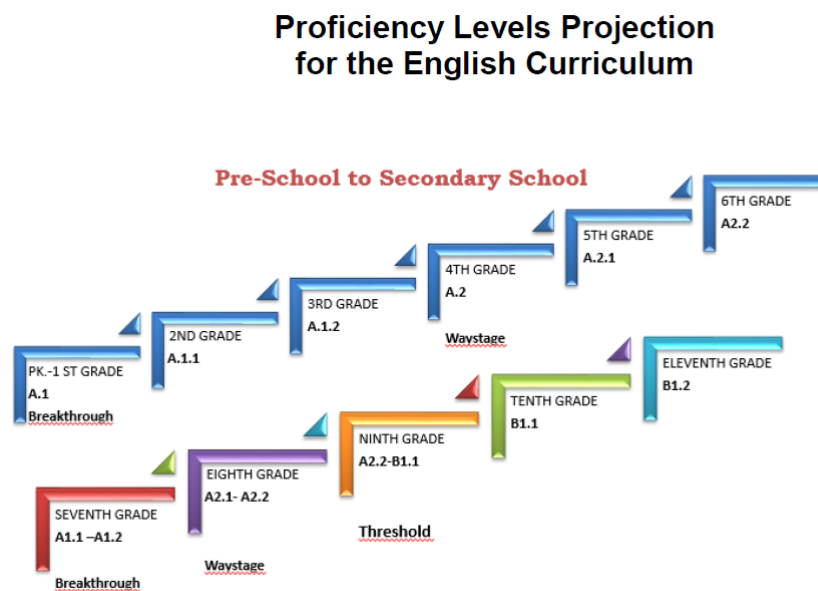 Proficiency Levels Projection
for the English Curriculum
Pre-School to Secondary School
PK.-1 ST GRADE
A.1
Breakthrough
2ND GRADE
A.1.1
3RD GRADE
A.1.2
4TH GRADE
A.2
Waystage
5TH GRADE
A.2.1
6TH GRADE
A2.2
SEVENTH GRADE
A1.1 –A1.2
Breakthrough
EIGHTH GRADE
A2.1- A2.2
Waystage
NINTH GRADE
A2.2-B1.1
Threshold
TENTH GRADE
B1.1
ELEVENTH GRADE
B1.2